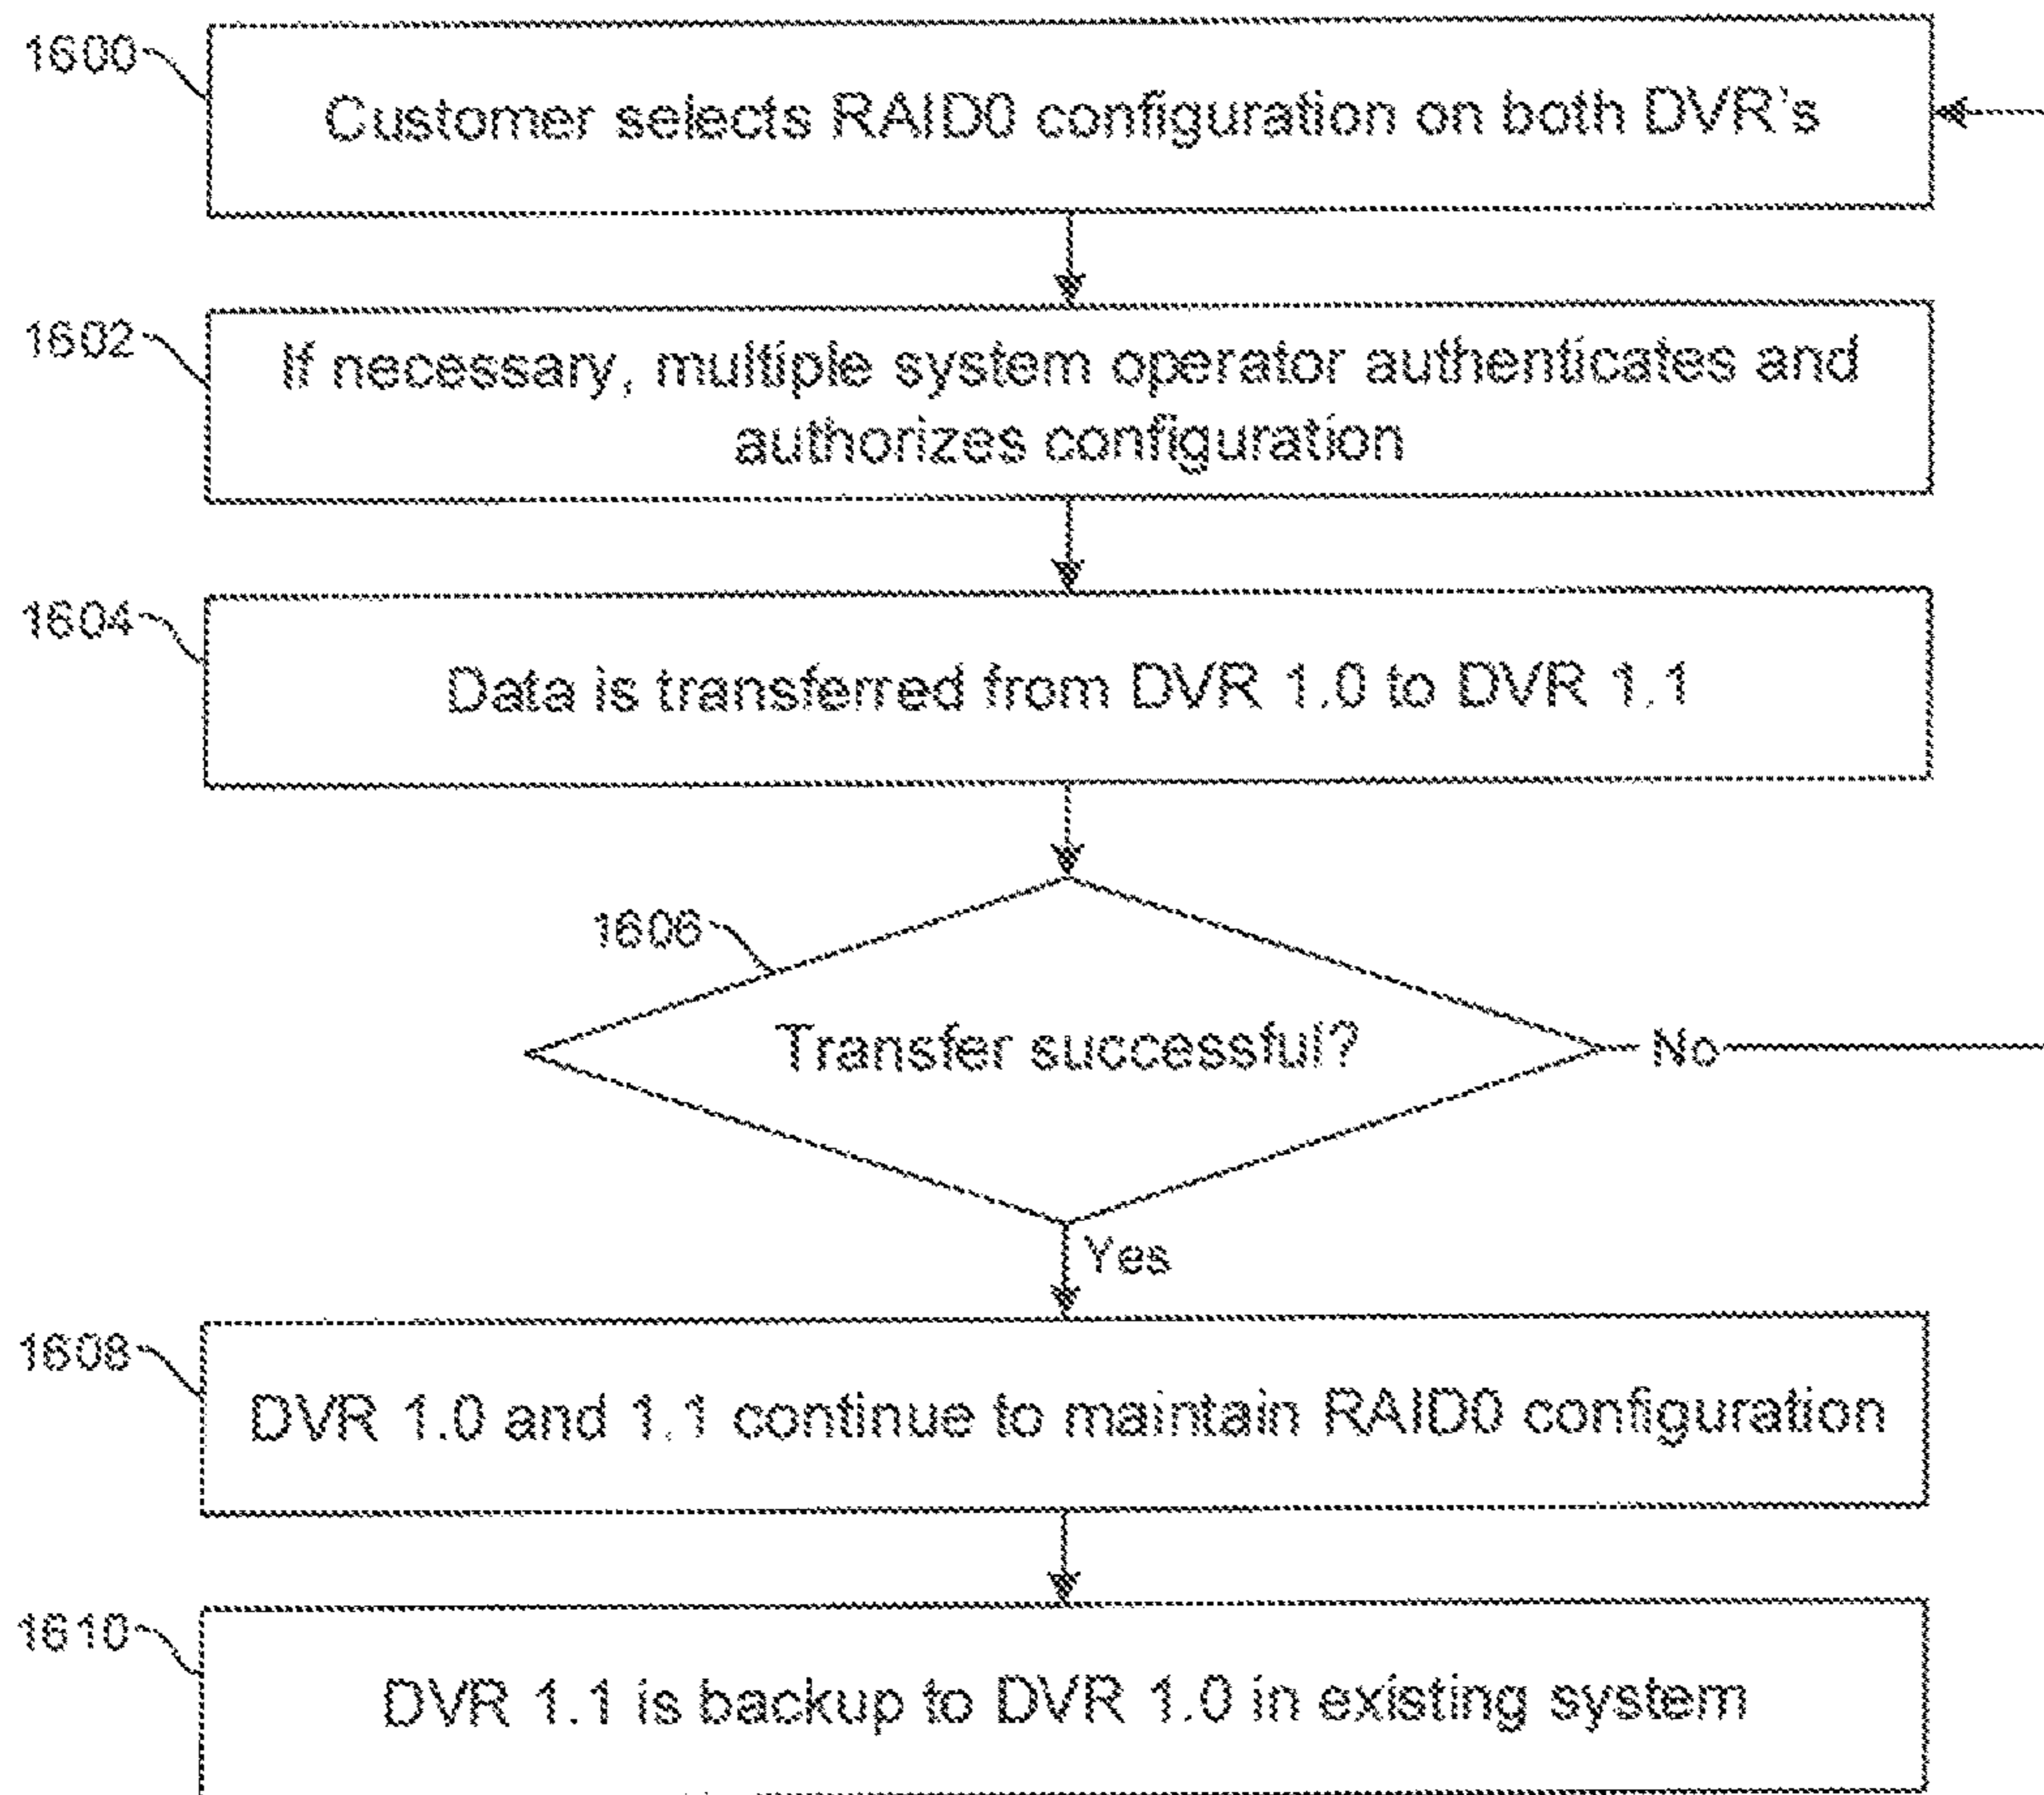 1600
Customer selects RAID0 configuration on both DVR's
1602
If necessary, multiple system operator authenticates and
authorizes configuration
1604
Data is transferred from DVR 1.0 to DVR 1.1
1606
Transfer successful?
No
Yes
1608
DVR 1.0 and 1.1 continue to maintain RAID0 configuration
1610
DVR 1.1 is backup to DVR 1.0 in existing system